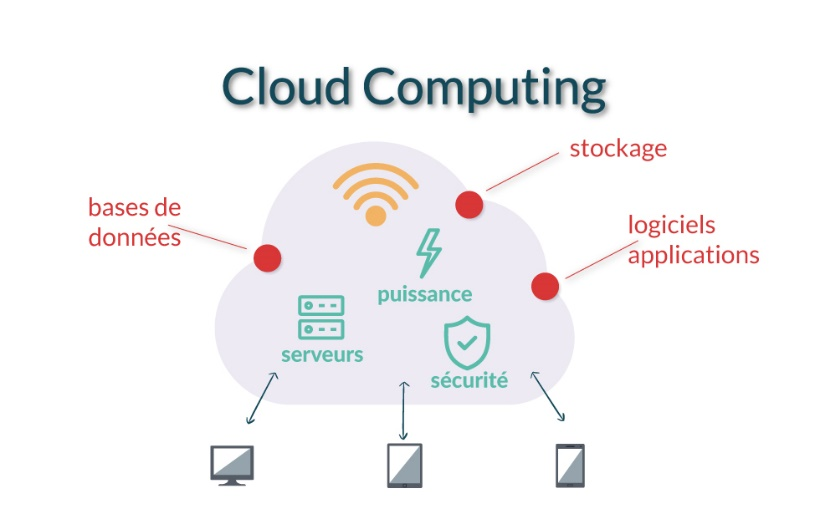 Cloud Computing
stockage
bases de
données
logiciels
applications
puissance
serveurs
sécurité